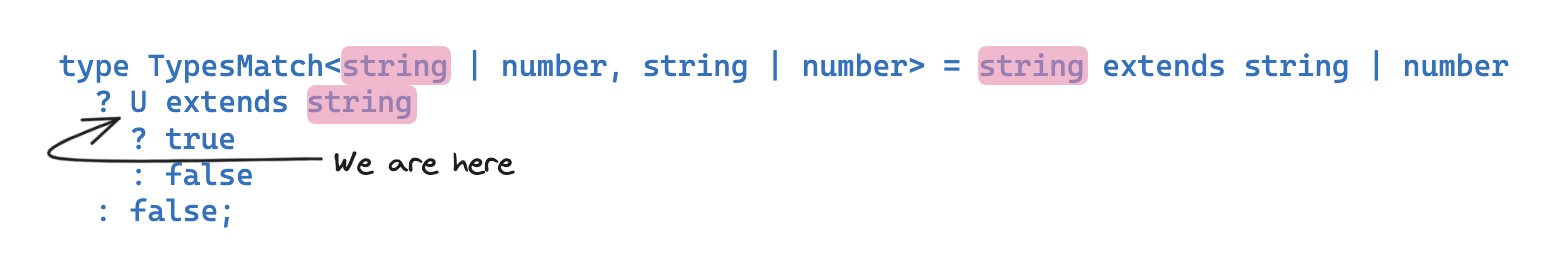 type TypesMatch<string | number, string | number> = string extends string | number
? U extends string
? true
We are here
: false
: false;